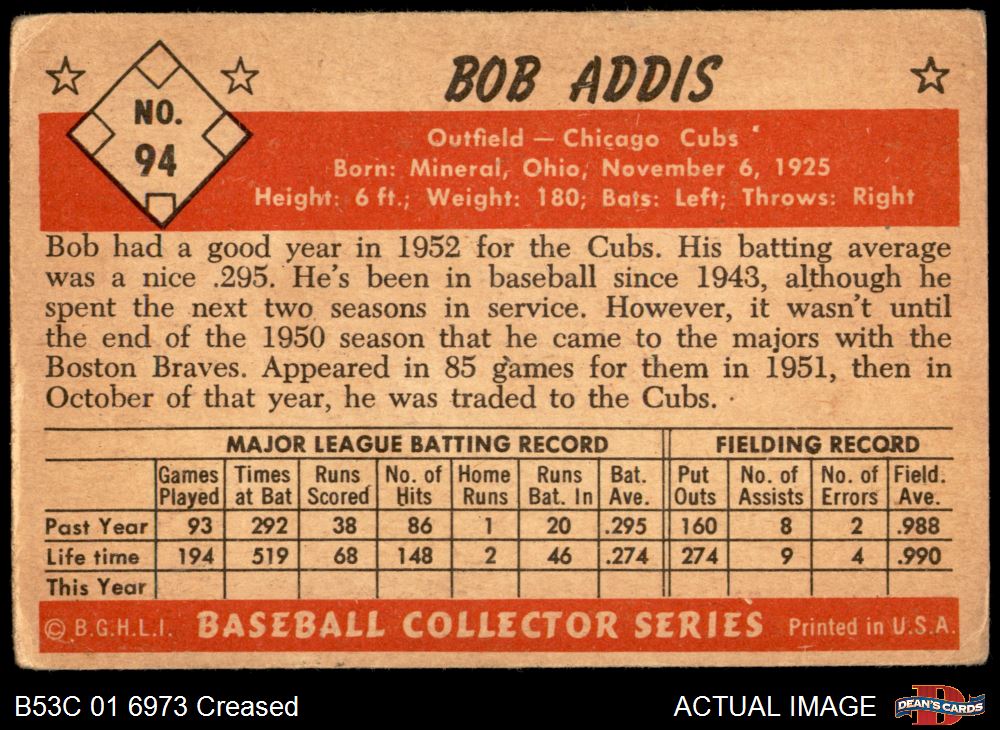 NO.
94
BOB ADDIS
Outfield — Chicago Cubs
Born: Mineral, Ohio, November 6, 1925
Height: 6 ft.; Weight: 180; Bats: Left; Throws: Right
Bob had a good year in 1952 for the Cubs. His batting average
was a nice .295. He's been in baseball since 1943, although he
spent the next two seasons in service. However, it wasn't until
the end of the 1950 season that he came to the majors with the
Boston Braves. Appeared in 85 games for them in 1951, then in
October of that year, he was traded to the Cubs.
MAJOR LEAGUE BATTING RECORD FIELDING RECORD
Games Times Runs No. of Home Runs Bat. Put No. of No. of Field.
Played at Bat Scored Hits Runs Bat. In Ave. Outs Assists Errors Ave.
Past Year 93 292 38 86 1 20 .295 160 8 2 .988
Life time 194 519 68 148 2 46 .274 274 9 4 .990
This Year
© B.G.H.L.I. BASEBALL COLLECTOR SERIES Printed in U.S.A.
B53C 01 6973 Creased ACTUAL IMAGE DEAN'S CARDS